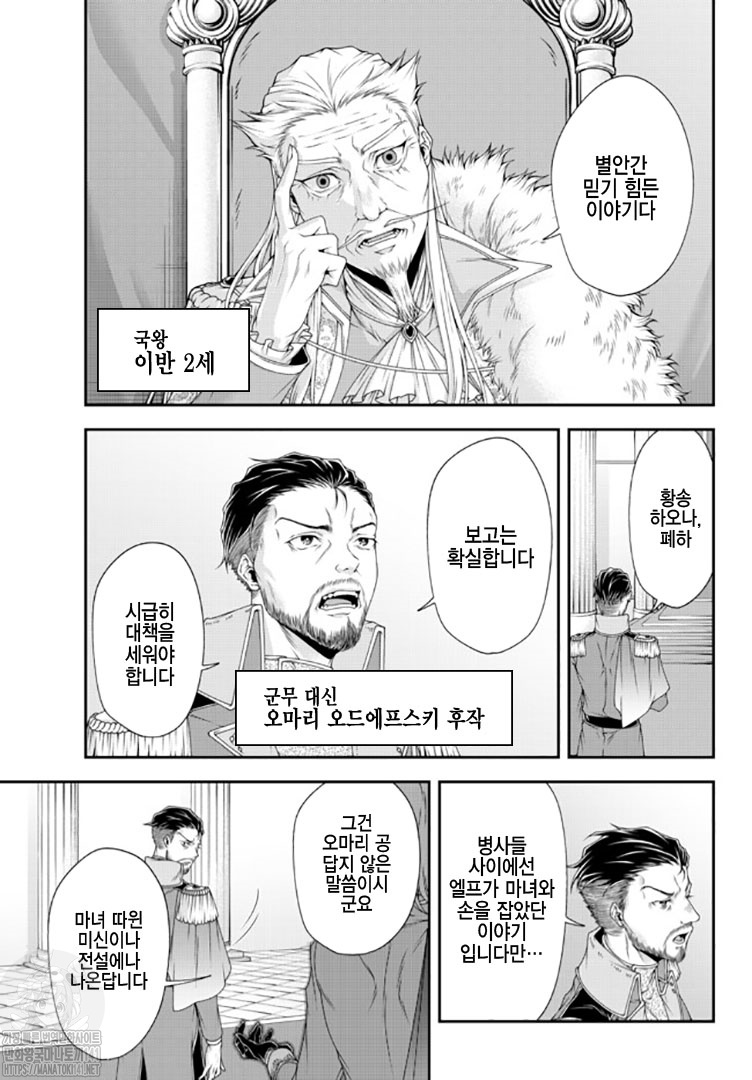 별안간
믿기 힘든
이야기다
국왕
이반 2세
황송
하오나,
폐하
보고는
확실합니다
시급히
대책을
세워야
합니다
군무 대신
오마리 오드에프스키 후작
병사들
사이에선
엘프가 마녀와
손을 잡았단
이야기
입니다만…
그건
오마리 공
답지 않은
말씀이시
군요
마녀 따윈
미신이나
전설에나
나온답니다
HTTPS://MANATOKI141.NET